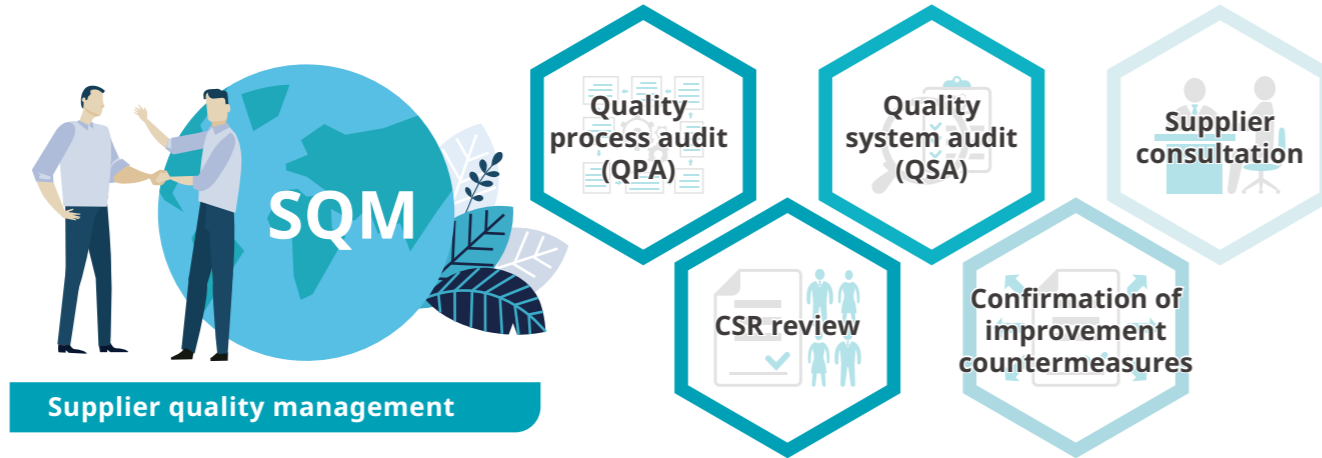 SQM
Supplier quality management
Quality
process audit
(QPA)
Quality
system audit
(QSA)
Supplier
consultation
CSR review
Confirmation of
improvement
countermeasures